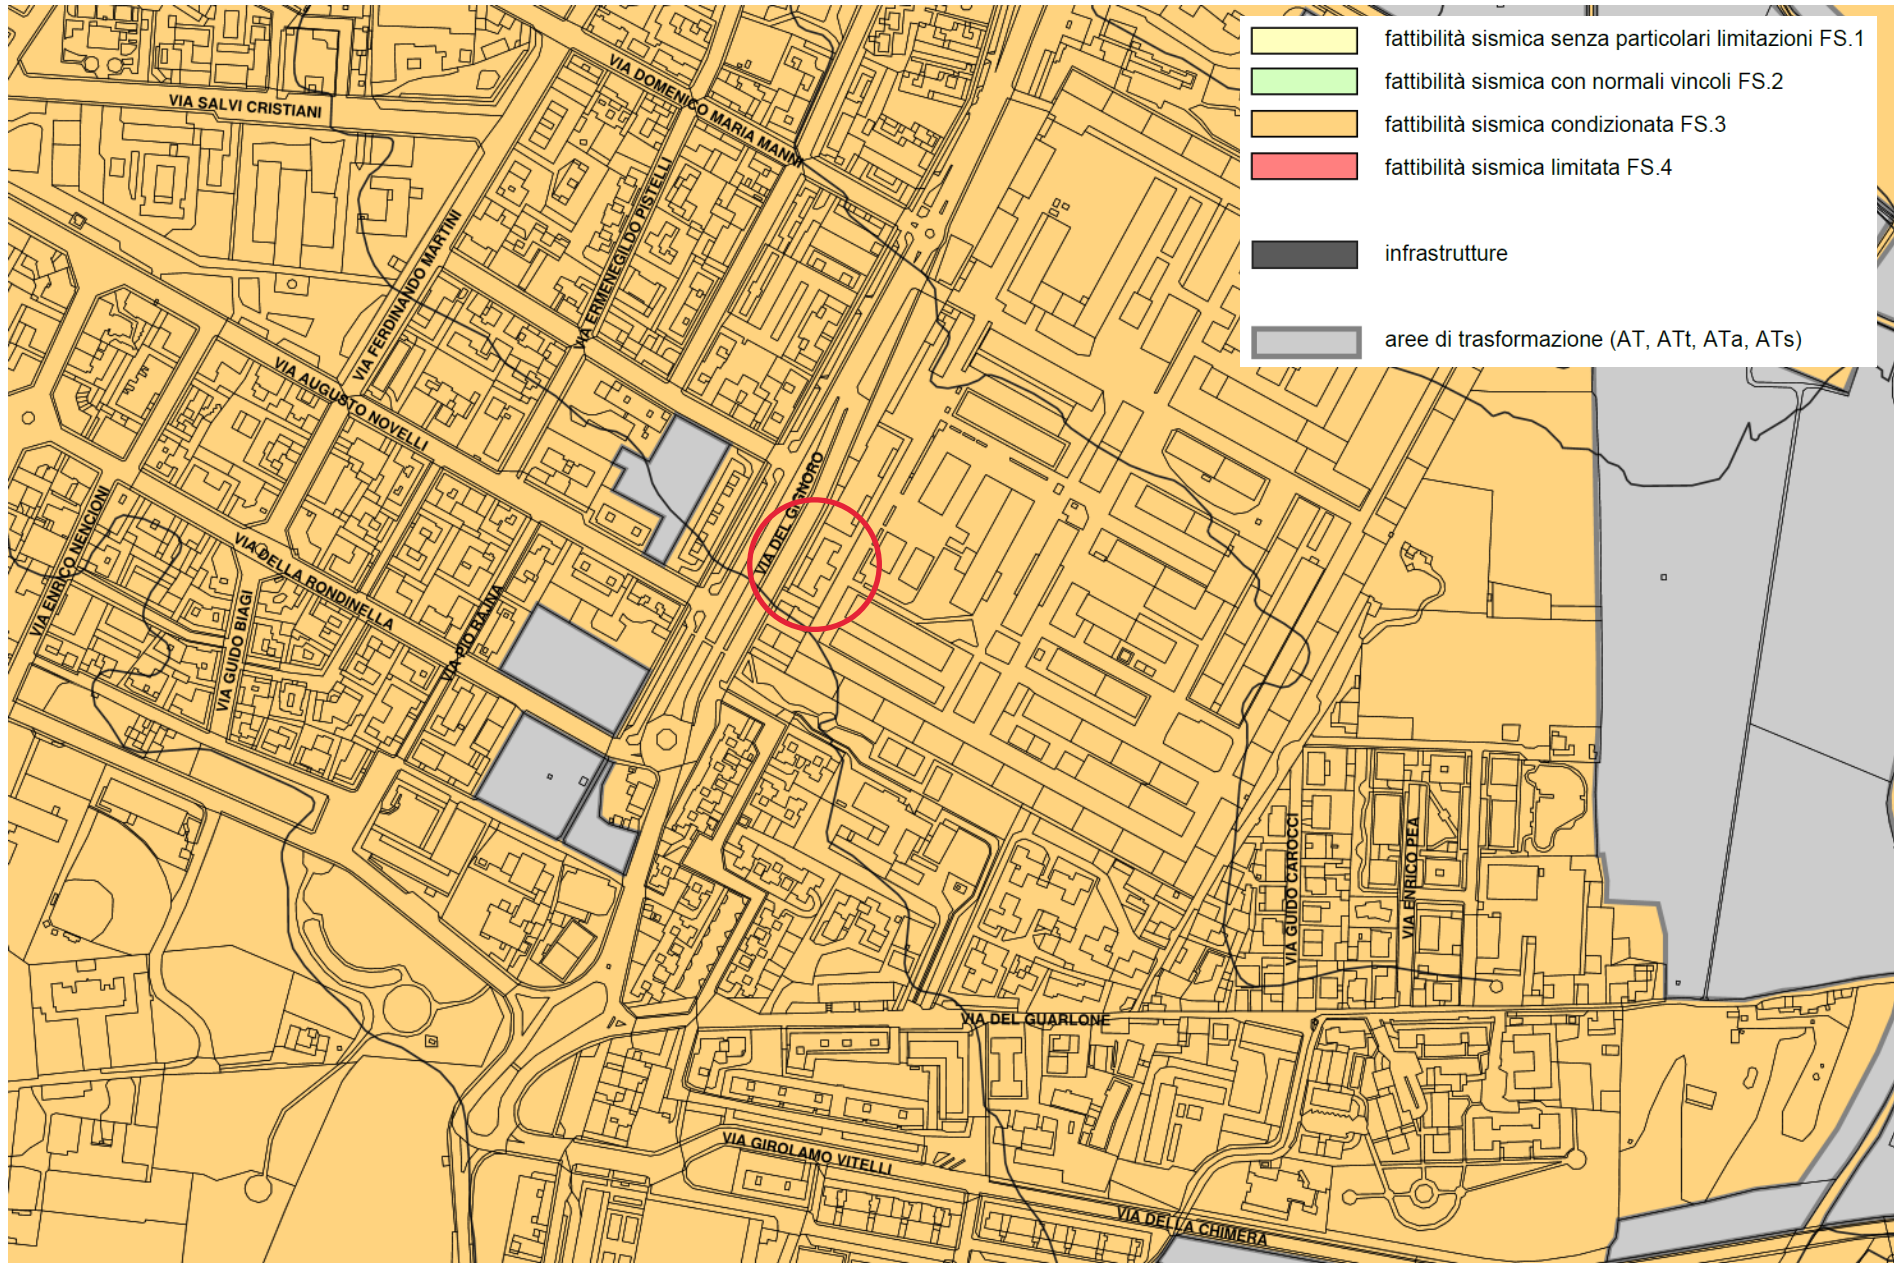 fattibilità sismica senza particolari limitazioni FS.1
fattibilità sismica con normali vincoli FS.2
fattibilità sismica condizionata FS.3
fattibilità sismica limitata FS.4
infrastrutture
aree di trasformazione (AT, ATt, ATa, ATs)
VIA SALVI CRISTIANI
VIA DOMENICO MARIA MANNI
VIA ERMENEGILDO PISTELLI
VIA FERDINANDO MARTINI
VIA AUGUSTO NOVELLI
VIA DEL GIGNORO
VIA ENRICO NENCIONI
VIA DELLA RONDINELLA
VIA GUIDO BIAGI
VIA PIO RAJNA
VIA GUIDO CAROCCI
VIA ENRICO PEA
VIA DEL GUARLONE
VIA GIROLAMO VITELLI
VIA DELLA CHIMERA